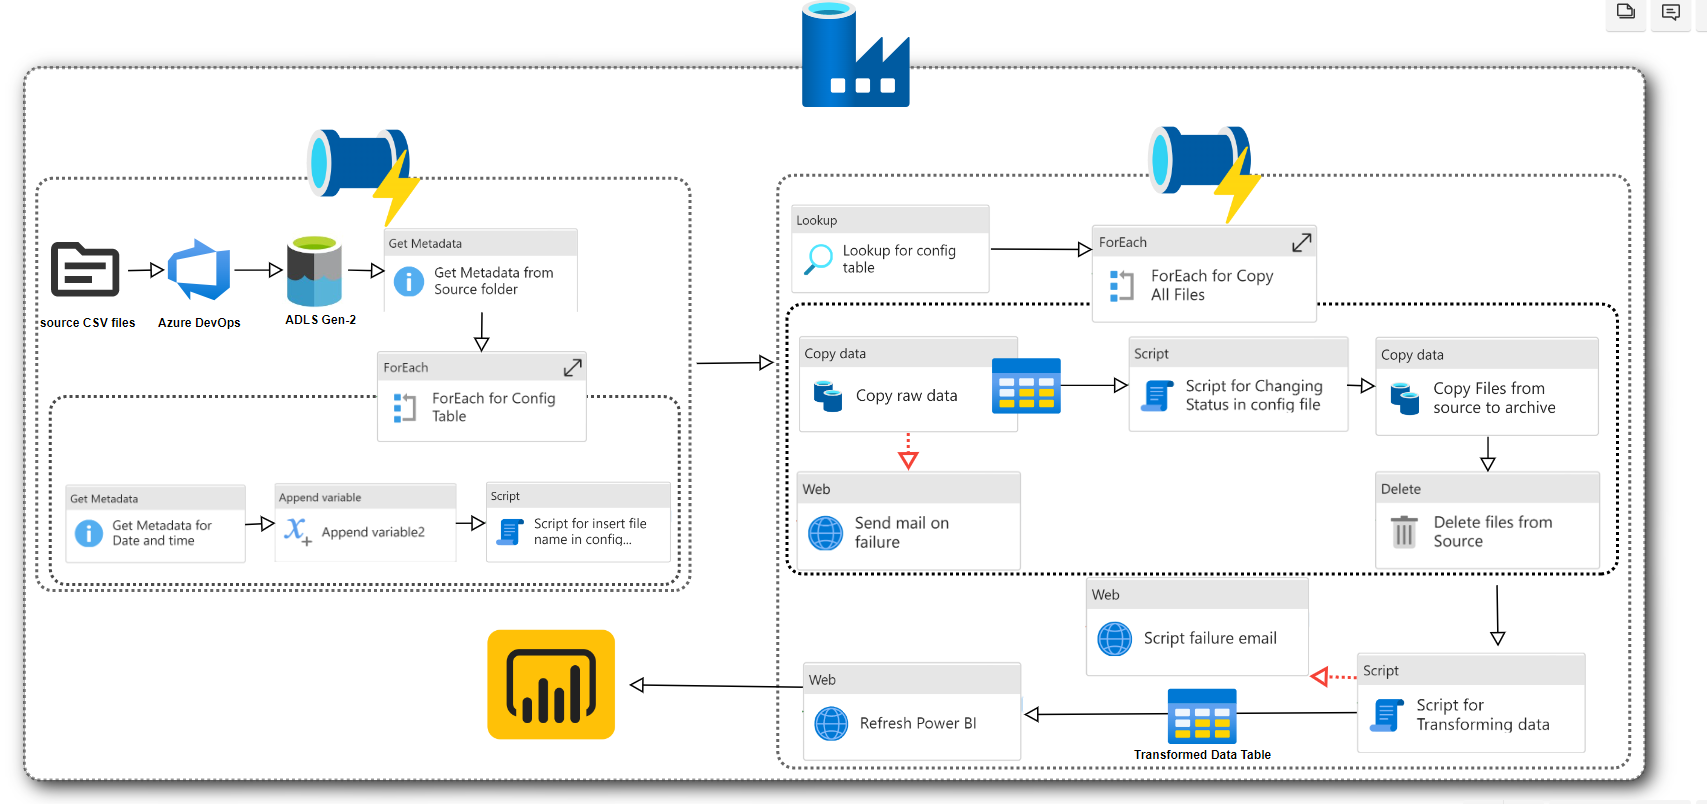 source CSV files
Azure DevOps
ADLS Gen-2
Get Metadata
Get Metadata from
Source folder
ForEach
ForEach for Config
Table
Get Metadata
Get Metadata for
Date and time
Append variable
Append variable2
Script
Script for insert file
name in config...
Lookup
Lookup for config
table
ForEach
ForEach for Copy
All Files
Copy data
Copy raw data
Script
Script for Changing
Status in config file
Copy data
Copy Files from
source to archive
Web
Send mail on
failure
Delete
Delete files from
Source
Web
Script failure email
Script
Script for
Transforming data
Transformed Data Table
Web
Refresh Power BI